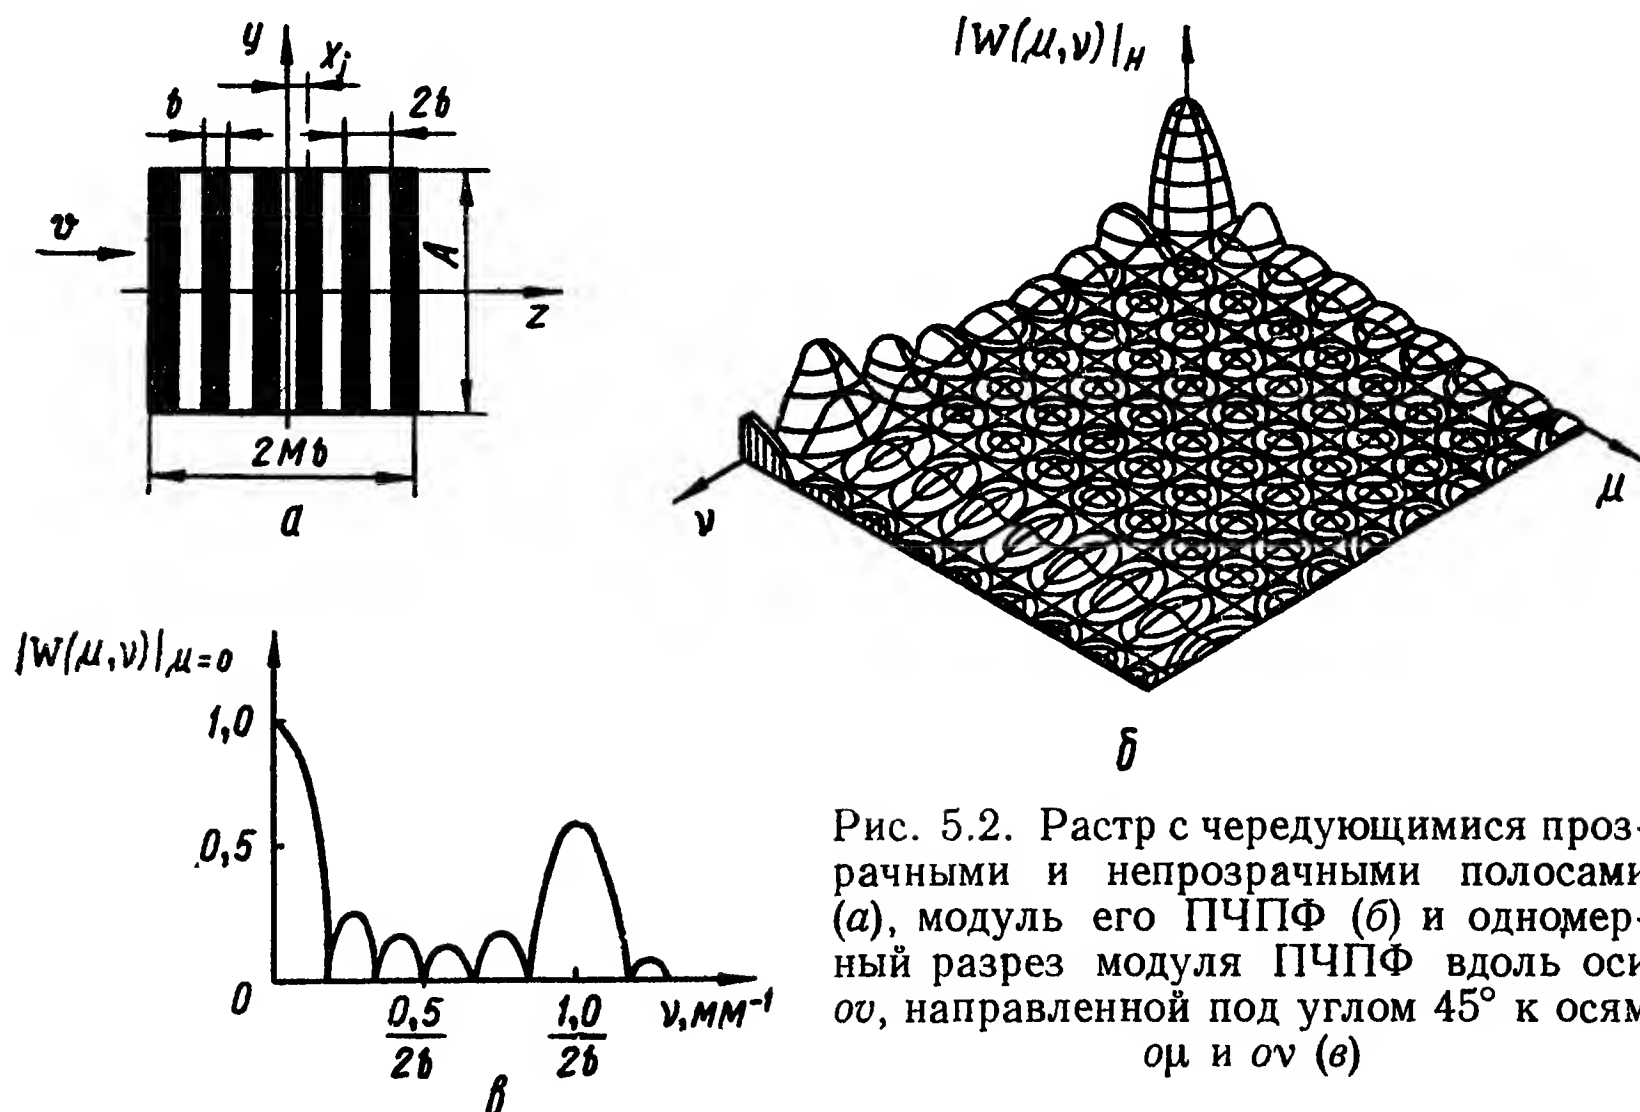 y
x_j
b
2b
v
A
z
2Mb
а
|W(μ,ν)|_H
ν
μ
б
|W(μ,ν)|_{μ=0}
1,0
0,5
0
0,5
2b
1,0
2b
ν, мм⁻¹
в
Рис. 5.2. Растр с чередующимися проз-
рачными и непрозрачными полосами
(а), модуль его ПЧПФ (б) и одномер-
ный разрез модуля ПЧПФ вдоль оси
оυ, направленной под углом 45° к осям
оμ и оν (в)